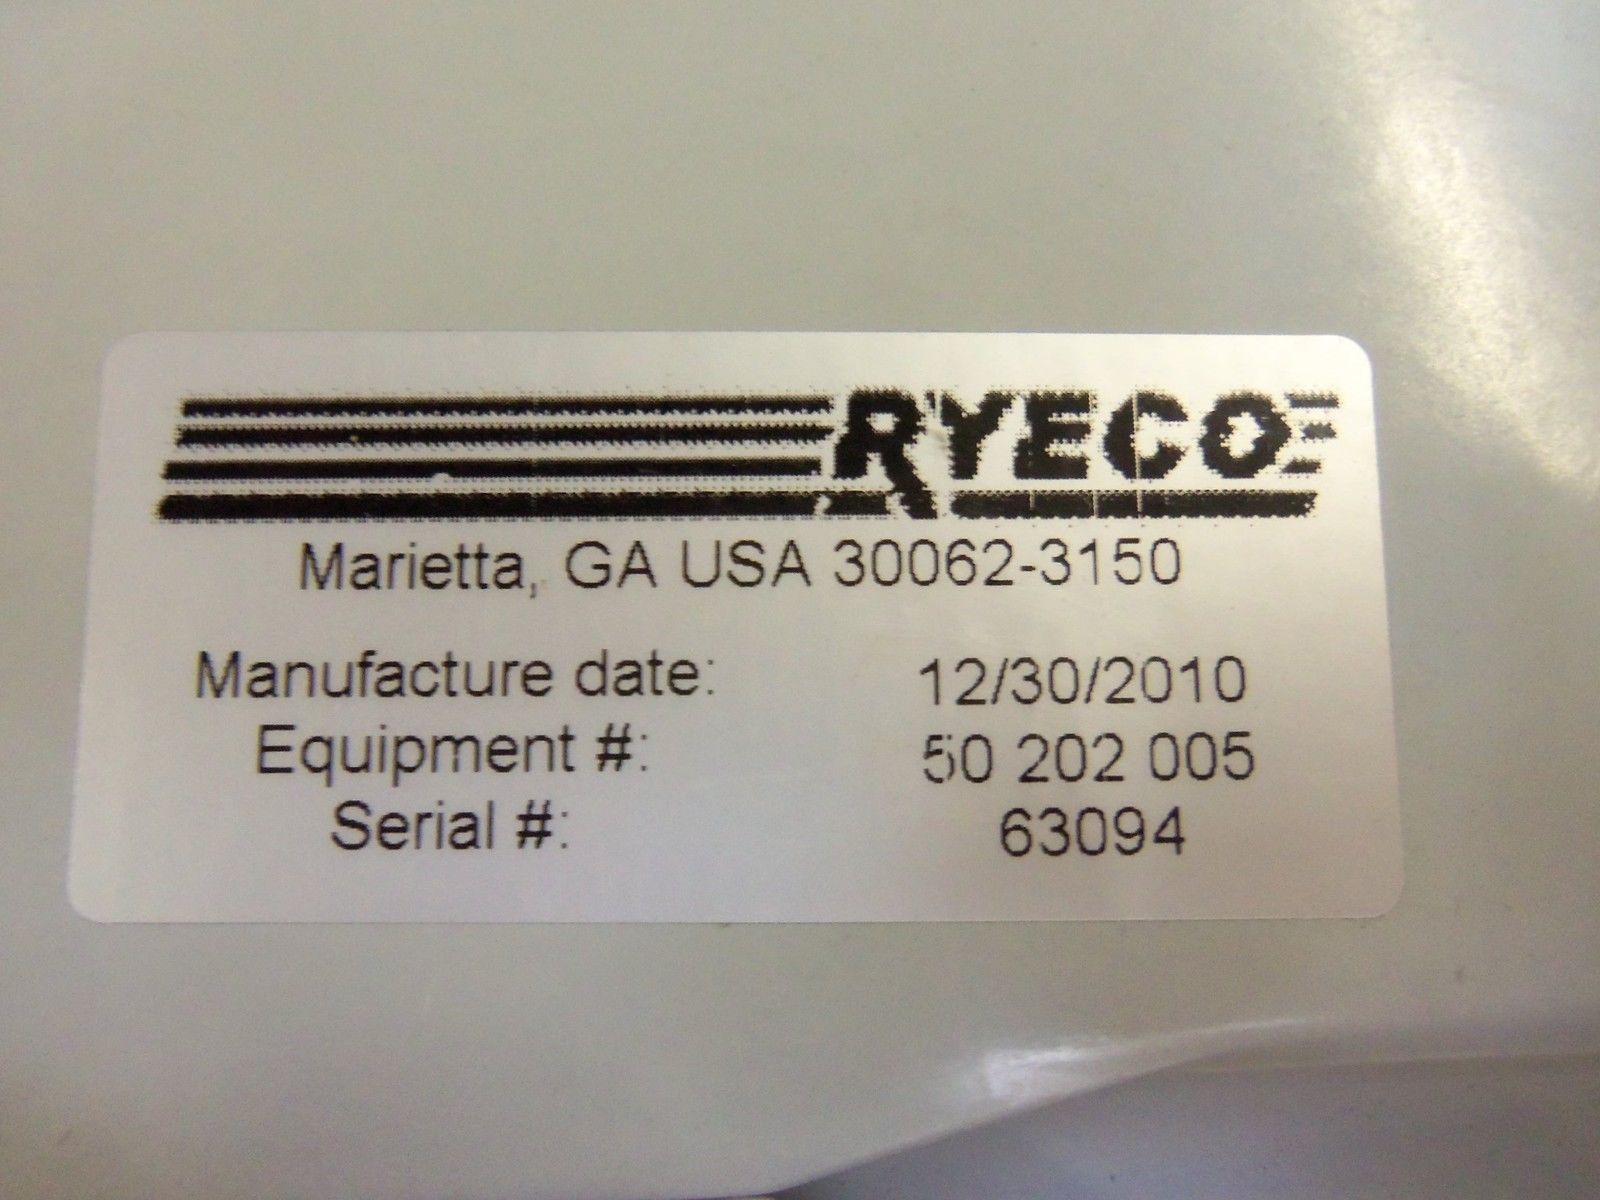 RYECO
Marietta, GA USA 30062-3150
Manufacture date: 12/30/2010
Equipment #: 50 202 005
Serial #: 63094